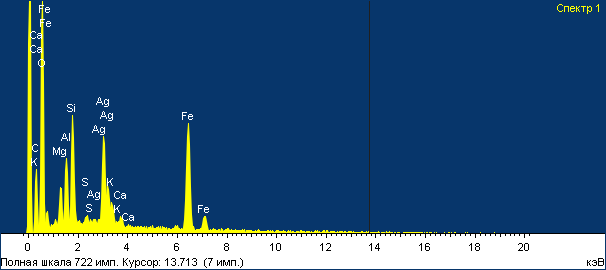 Спектр 1
Fe
Fe
Ca
Ca
O
C
K
Mg
Al
Si
Ag
Ag
Ag
S
S
Ag
K
K
Ca
Ca
Fe
Fe
0 2 4 6 8 10 12 14 16 18 20
Полная шкала 722 имп. Курсор: 13.713 (7 имп.) кэВ